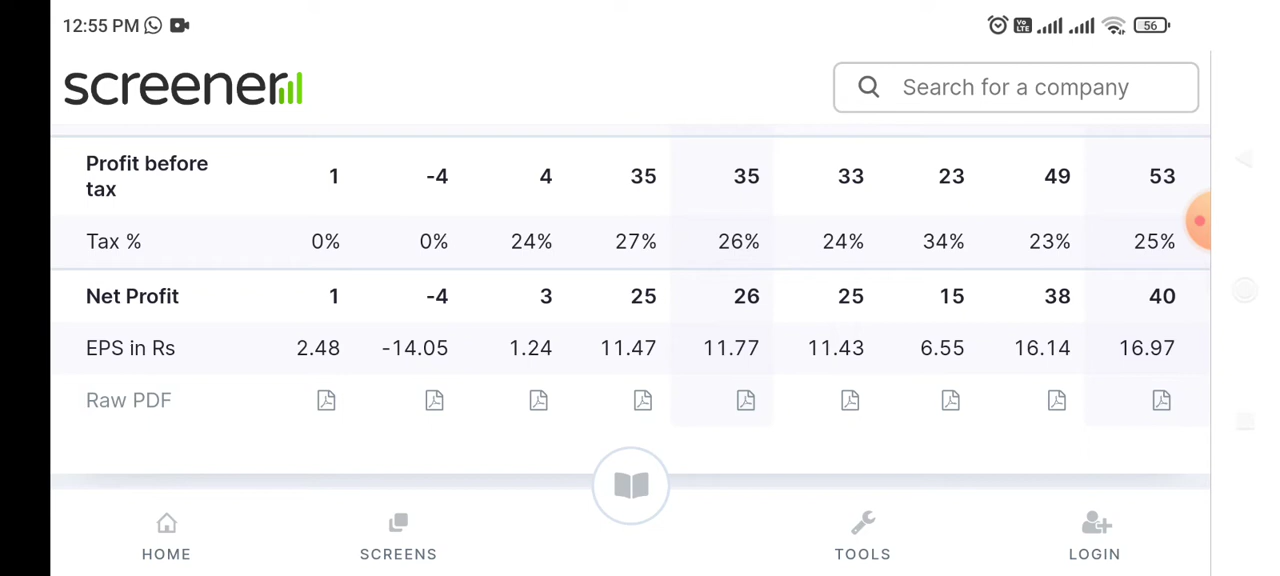 12:55 PM Vo LTE 56
screener Search for a company
Profit before tax 1 -4 4 35 35 33 23 49 53
Tax % 0% 0% 24% 27% 26% 24% 34% 23% 25%
Net Profit 1 -4 3 25 26 25 15 38 40
EPS in Rs 2.48 -14.05 1.24 11.47 11.77 11.43 6.55 16.14 16.97
Raw PDF
HOME SCREENS TOOLS LOGIN